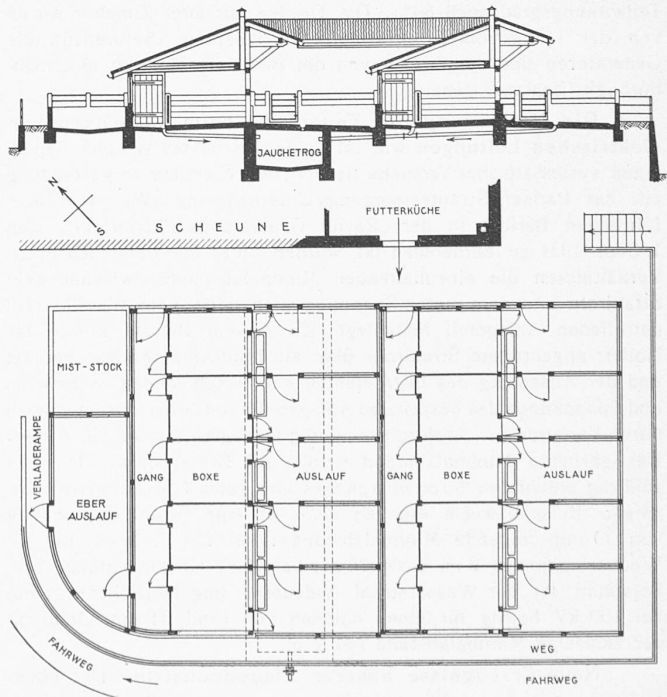 JAUCHETROG
N
S
SCHEUNE
FUTTERKÜCHE
MIST-STOCK
VERLADERAMPE
EBER
AUSLAUF
GANG
BOXE
AUSLAUF
GANG
BOXE
AUSLAUF
WEG
FAHRWEG
FAHRWEG